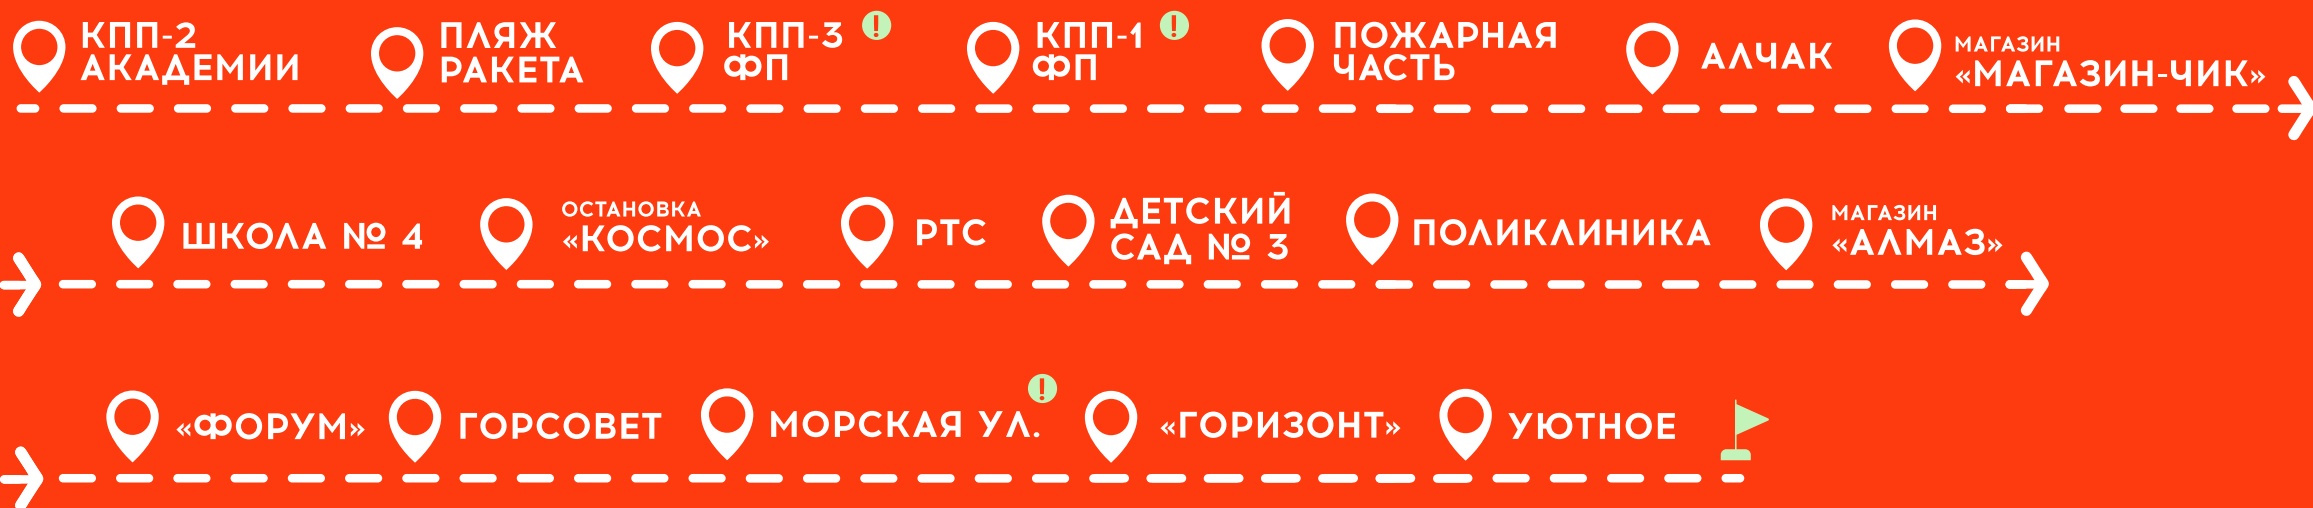 КПП-2
АКАДЕМИИ
ПЛЯЖ
РАКЕТА
КПП-3
ФП
!
КПП-1
ФП
!
ПОЖАРНАЯ
ЧАСТЬ
АЛЧАК
МАГАЗИН
«МАГАЗИН-ЧИК»
ШКОЛА № 4
ОСТАНОВКА
«КОСМОС»
РТС
ДЕТСКИЙ
САД № 3
ПОЛИКЛИНИКА
МАГАЗИН
«АЛМАЗ»
«ФОРУМ»
ГОРСОВЕТ
МОРСКАЯ УЛ.
!
«ГОРИЗОНТ»
УЮТНОЕ